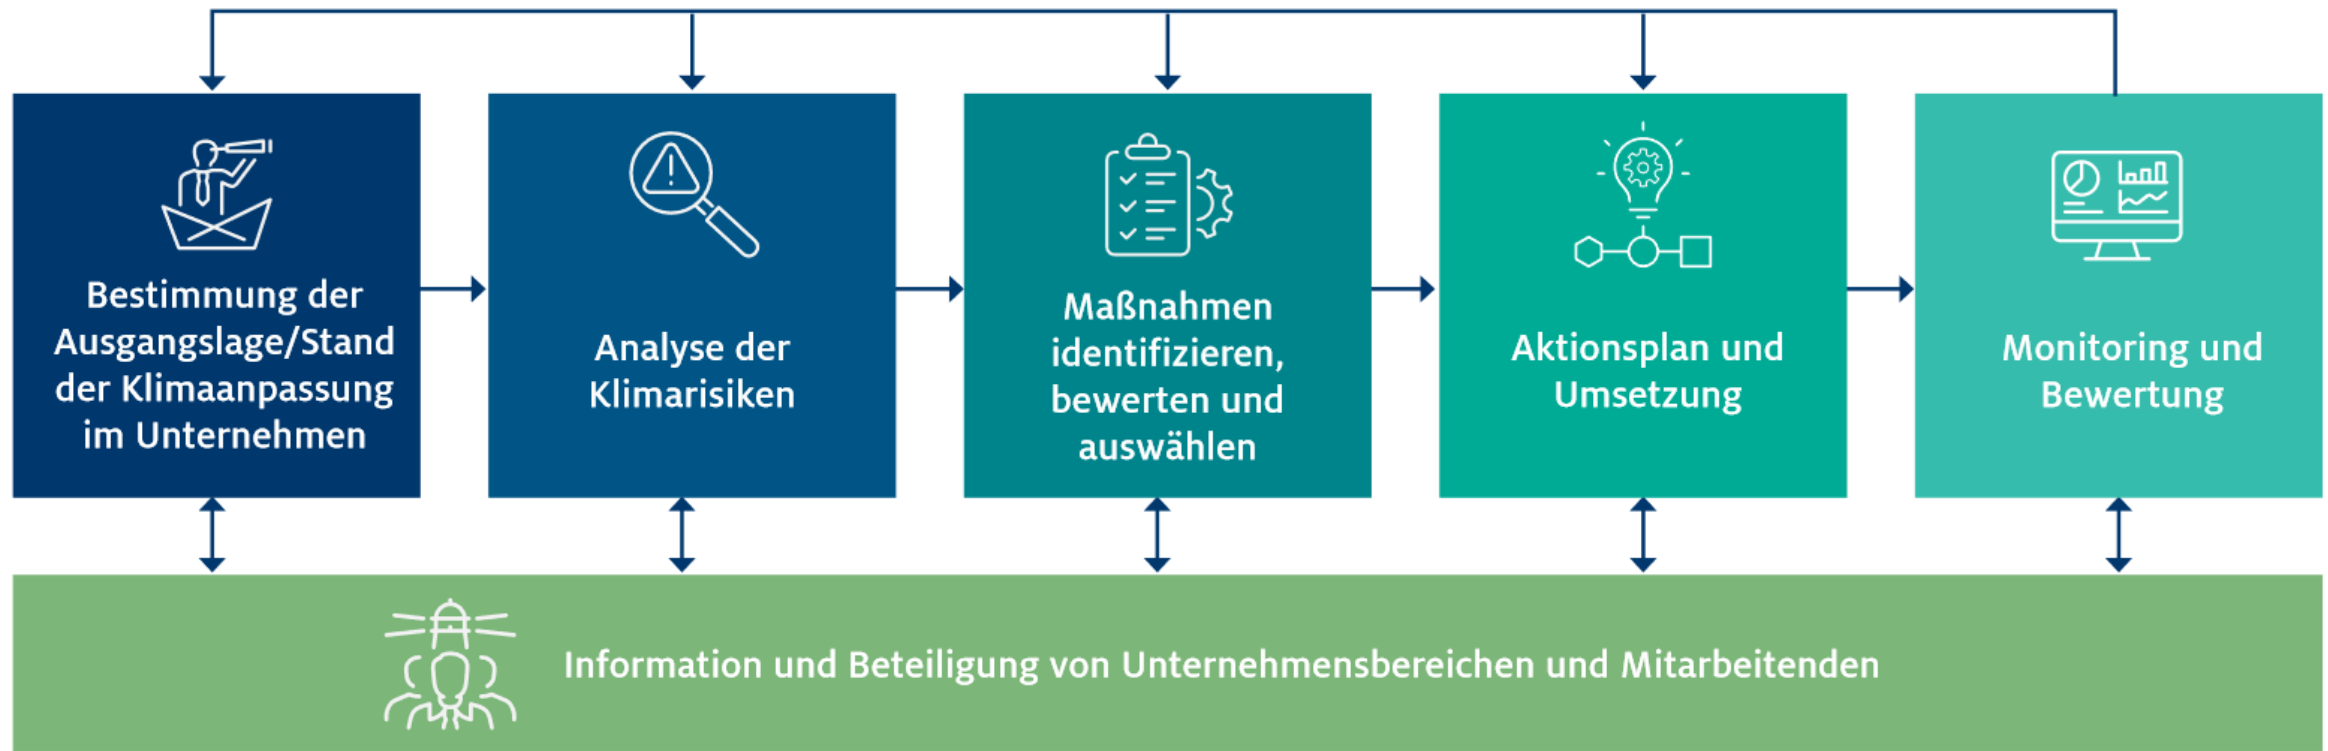 Bestimmung der
Ausgangslage/Stand
der Klimaanpassung
im Unternehmen
Analyse der
Klimarisiken
Maßnahmen
identifizieren,
bewerten und
auswählen
Aktionsplan und
Umsetzung
Monitoring und
Bewertung
Information und Beteiligung von Unternehmensbereichen und Mitarbeitenden